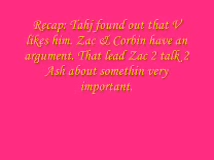 Recap: Tahj found out that V
likes him. Zac & Corbin have an
argument. That lead Zac 2 talk 2
Ash about somethin very
important.